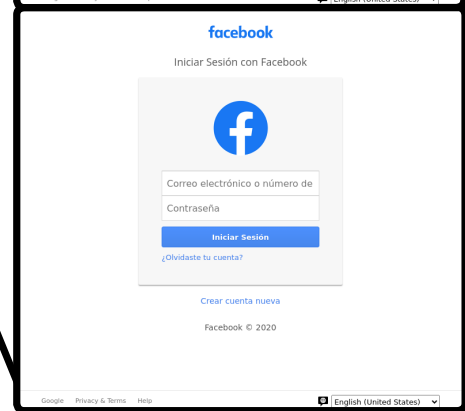 English (United States)
facebook
Iniciar Sesión con Facebook
Correo electrónico o número de
Contraseña
Iniciar Sesión
¿Olvidaste tu cuenta?
Crear cuenta nueva
Facebook © 2020
Google Privacy & Terms Help English (United States)